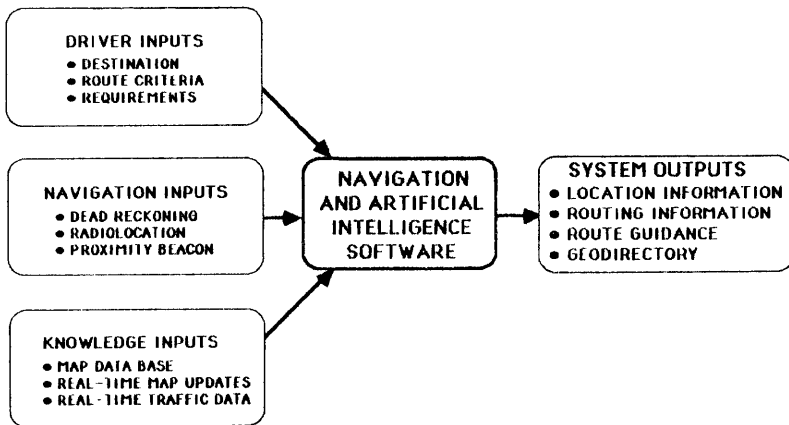 DRIVER INPUTS
• DESTINATION
• ROUTE CRITERIA
• REQUIREMENTS
NAVIGATION INPUTS
• DEAD RECKONING
• RADIOLOCATION
• PROXIMITY BEACON
KNOWLEDGE INPUTS
• MAP DATA BASE
• REAL-TIME MAP UPDATES
• REAL-TIME TRAFFIC DATA
NAVIGATION
AND ARTIFICIAL
INTELLIGENCE
SOFTWARE
SYSTEM OUTPUTS
• LOCATION INFORMATION
• ROUTING INFORMATION
• ROUTE GUIDANCE
• GEODIRECTORY